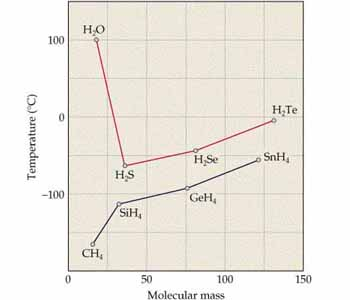 H₂O
100
H₂Te
0
SnH₄
H₂Se
H₂S
GeH₄
−100
SiH₄
CH₄
0
50
100
150
Temperature (°C)
Molecular mass